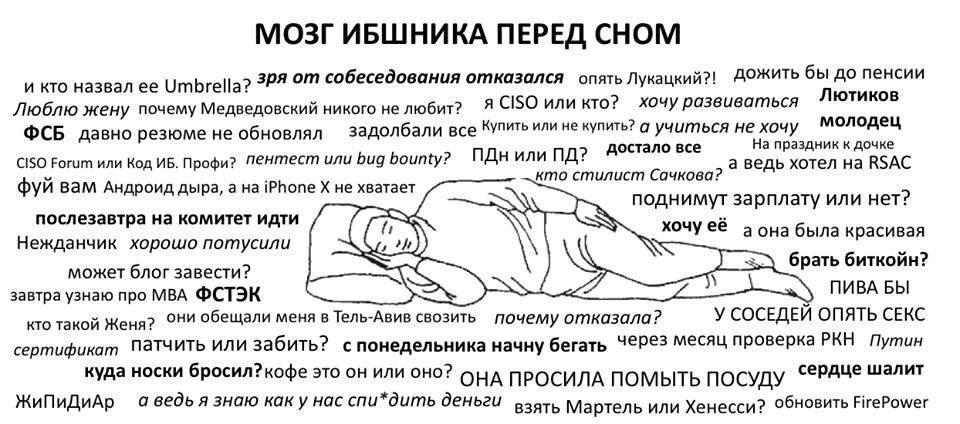 МОЗГ ИБШНИКА ПЕРЕД СНОМ
и кто назвал ее Umbrella? зря от собеседования отказался опять Лукацкий?! дожить бы до пенсии
Люблю жену почему Медведовский никого не любит? я CISO или кто? хочу развиваться Лютиков
ФСБ давно резюме не обновлял задолбали все Купить или не купить? а учиться не хочу молодец
CISO Forum или Код ИБ. Профи? пентест или bug bounty? ПДн или ПД? достало все На праздник к дочке
кто стилист Сачкова? а ведь хотел на RSAC
фуй вам Андроид дыра, а на iPhone X не хватает
поднимут зарплату или нет?
послезавтра на комитет идти хочу её а она была красивая
Нежданчик хорошо потусили
брать биткойн?
может блог завести?
ПИВА БЫ
завтра узнаю про MBA ФСТЭК
кто такой Женя? они обещали меня в Тель-Авив свозить почему отказала? У СОСЕДЕЙ ОПЯТЬ СЕКС
сертификат патчить или забить? с понедельника начну бегать через месяц проверка РКН Путин
куда носки бросил? кофе это он или оно? ОНА ПРОСИЛА ПОМЫТЬ ПОСУДУ сердце шалит
ЖиПиДиАр а ведь я знаю как у нас спи*дить деньги взять Мартель или Хенесси? обновить FirePower